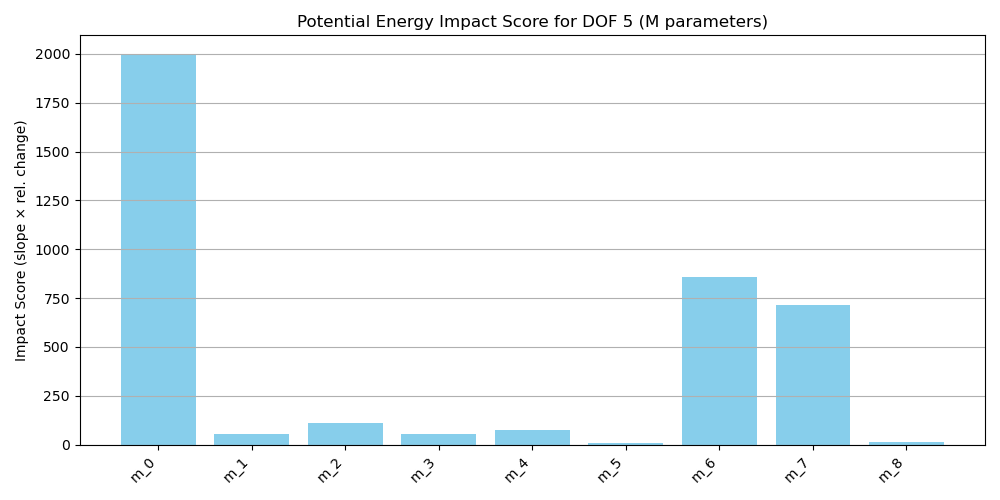 Potential Energy Impact Score for DOF 5 (M parameters)
Impact Score (slope × rel. change)
2000
1750
1500
1250
1000
750
500
250
0
m_0
m_1
m_2
m_3
m_4
m_5
m_6
m_7
m_8